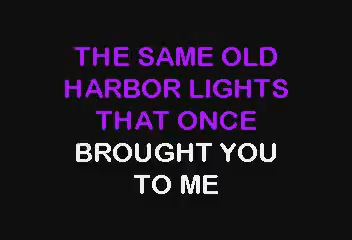 THE SAME OLD
HARBOR LIGHTS
THAT ONCE
BROUGHT YOU
TO ME